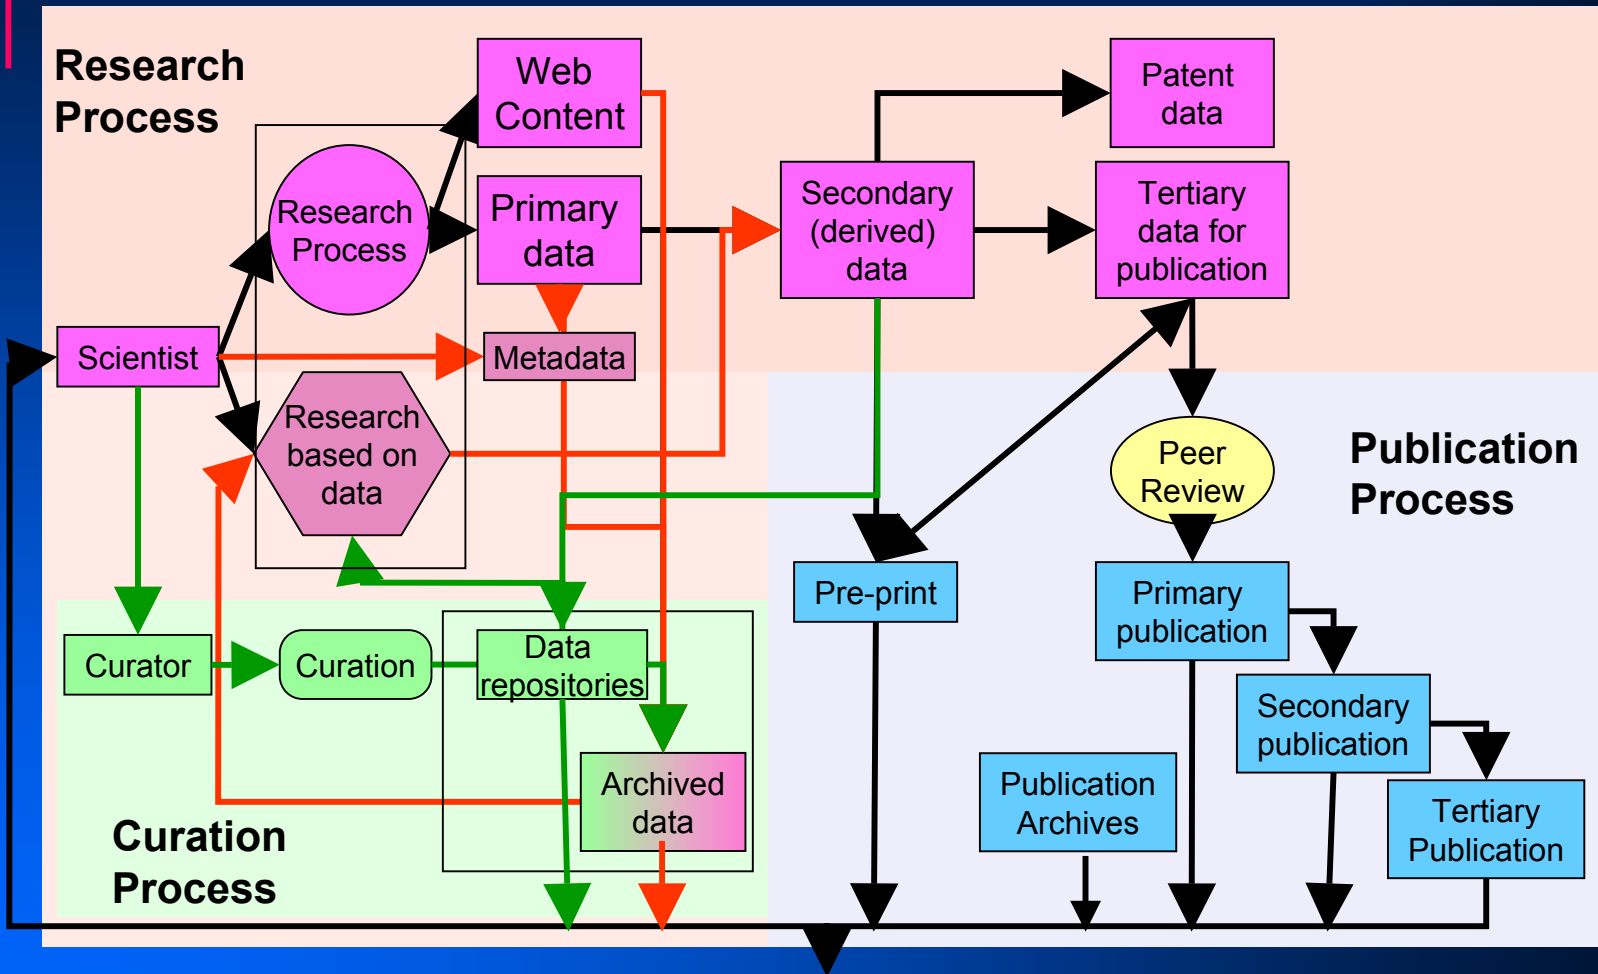 Research
Process
Web
Content
Patent
data
Research
Process
Primary
data
Secondary
(derived)
data
Tertiary
data for
publication
Scientist
Metadata
Research
based on
data
Peer
Review
Publication
Process
Pre-print
Primary
publication
Curator
Curation
Data
repositories
Secondary
publication
Archived
data
Publication
Archives
Tertiary
Publication
Curation
Process